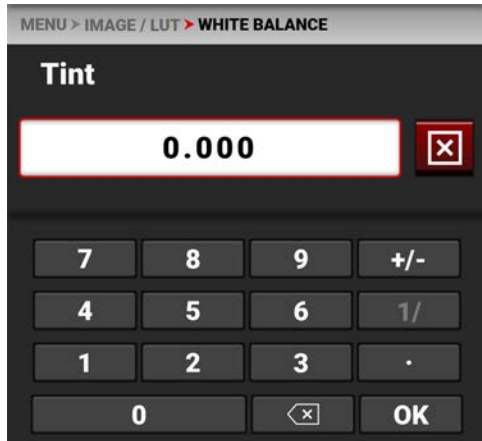 MENU > IMAGE / LUT > WHITE BALANCE
Tint
0.000
7 8 9 +/-
4 5 6 1/
1 2 3 .
0 OK